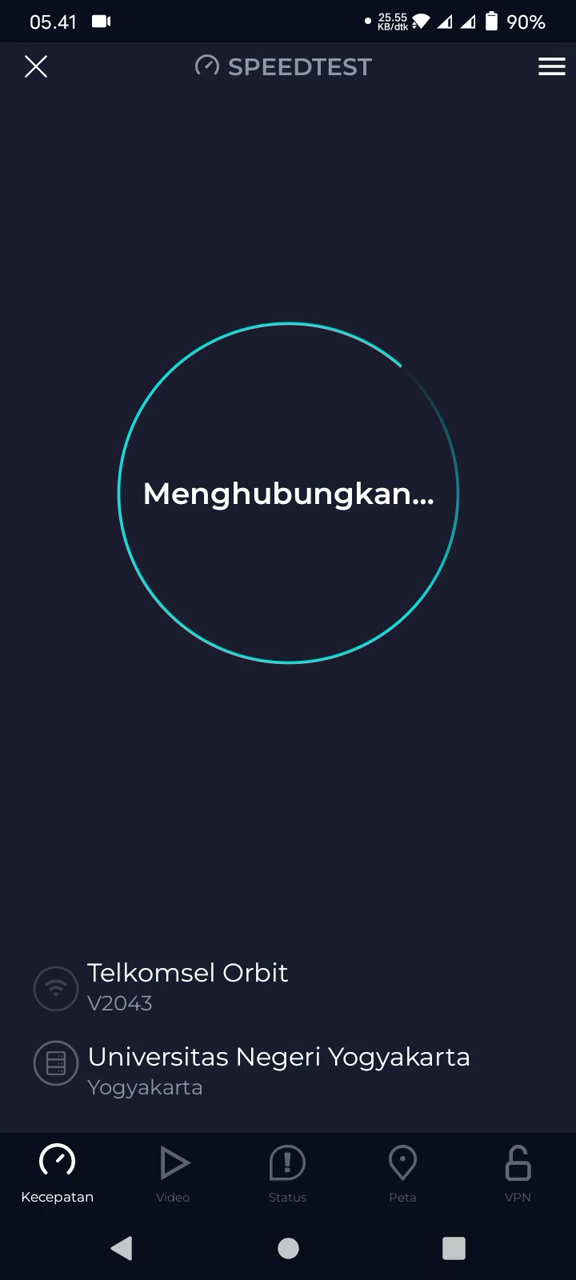 05.41
25.55
KB/dtk
90%
SPEEDTEST
Menghubungkan...
Telkomsel Orbit
V2043
Universitas Negeri Yogyakarta
Yogyakarta
Kecepatan
Video
Status
Peta
VPN